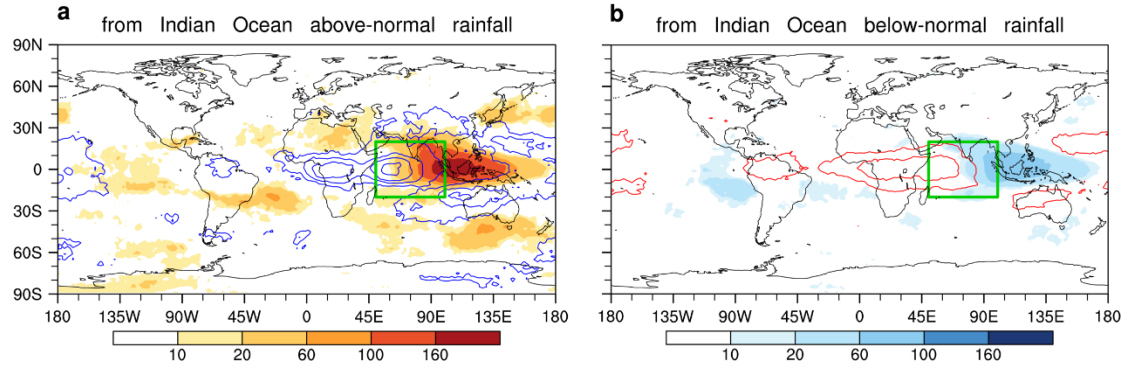 a from Indian Ocean above-normal rainfall
90N
60N
30N
0
30S
60S
90S
180 135W 90W 45W 0 45E 90E 135E 180
10 20 60 100 160
b from Indian Ocean below-normal rainfall
180 135W 90W 45W 0 45E 90E 135E 180
10 20 60 100 160